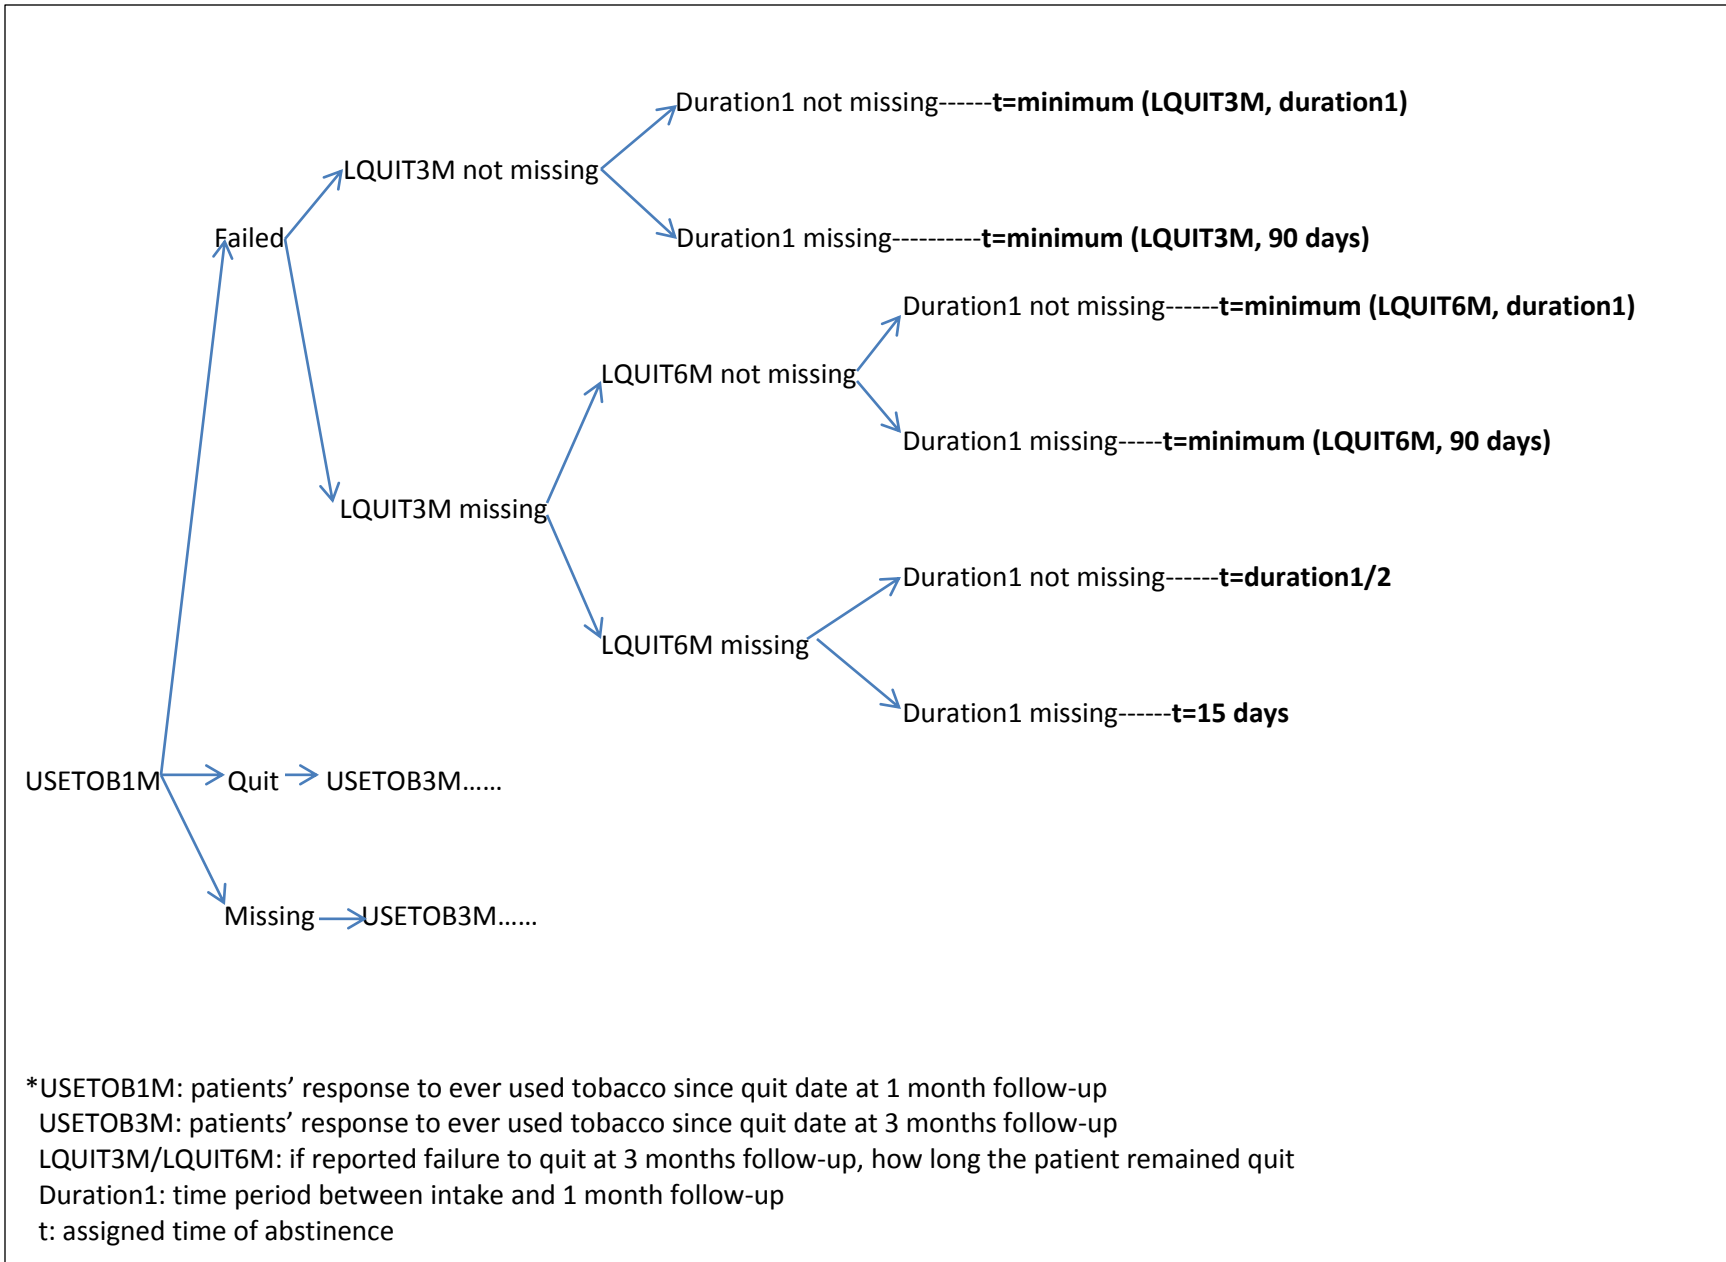 Duration1 not missing------t=minimum (LQUIT3M, duration1)
LQUIT3M not missing
Failed
Duration1 missing----------t=minimum (LQUIT3M, 90 days)
Duration1 not missing------t=minimum (LQUIT6M, duration1)
LQUIT6M not missing
Duration1 missing-----t=minimum (LQUIT6M, 90 days)
LQUIT3M missing
Duration1 not missing------t=duration1/2
LQUIT6M missing
Duration1 missing------t=15 days
USETOB1M Quit USETOB3M......
Missing USETOB3M......
*USETOB1M: patients’ response to ever used tobacco since quit date at 1 month follow-up
USETOB3M: patients’ response to ever used tobacco since quit date at 3 months follow-up
LQUIT3M/LQUIT6M: if reported failure to quit at 3 months follow-up, how long the patient remained quit
Duration1: time period between intake and 1 month follow-up
t: assigned time of abstinence